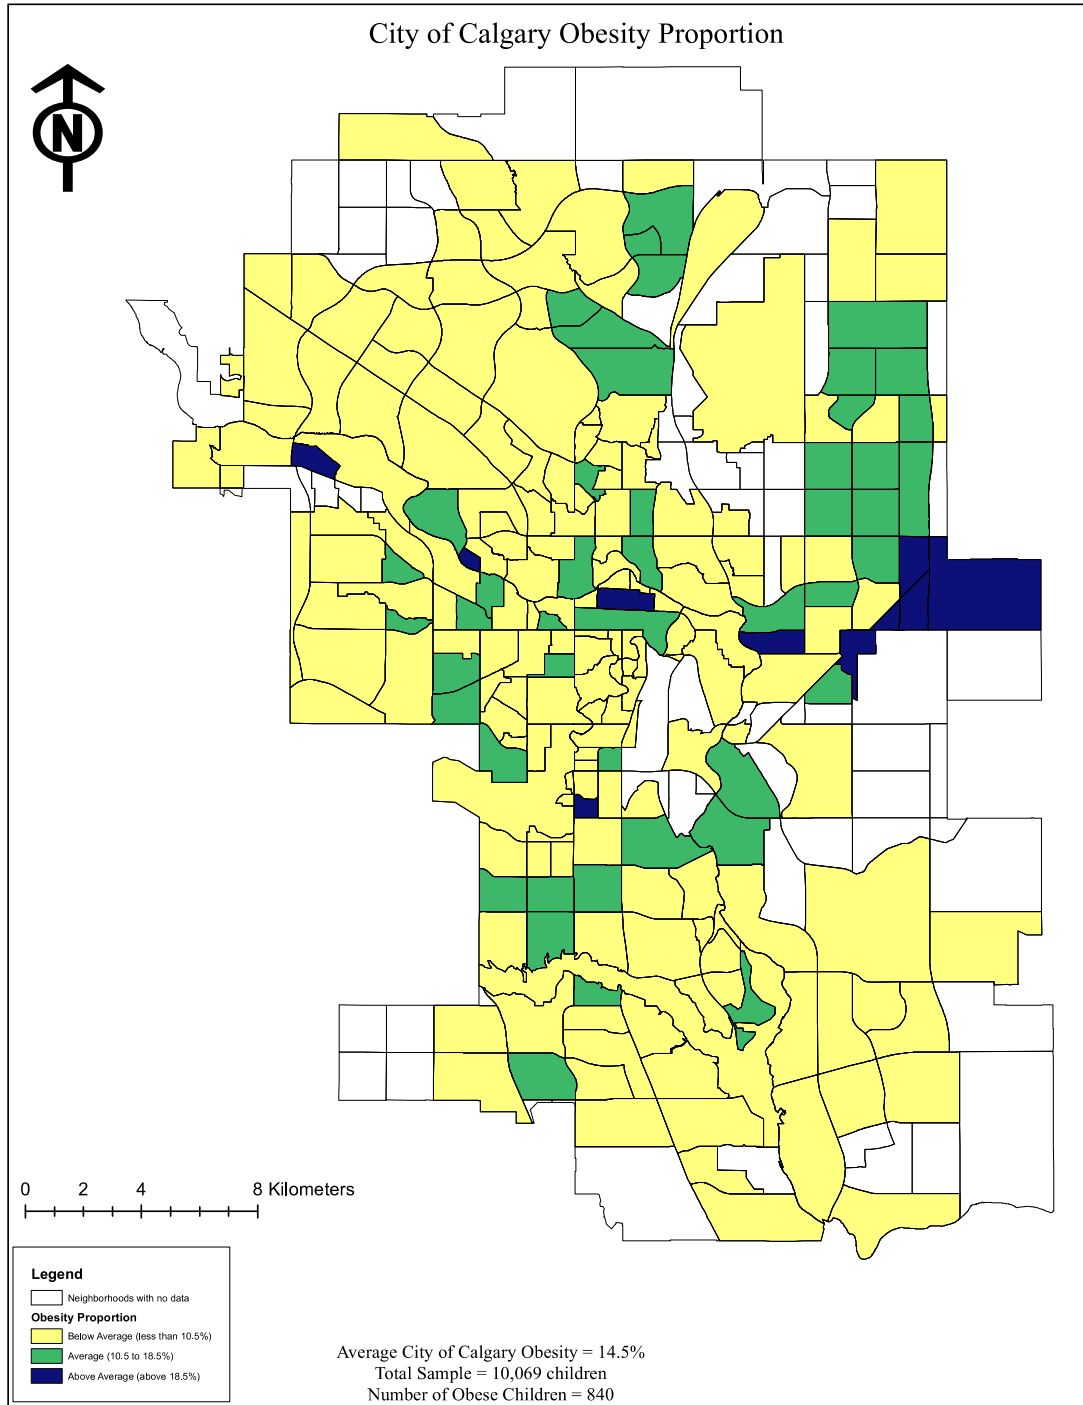 City of Calgary Obesity Proportion
N
0 2 4 8 Kilometers
Legend
Neighborhoods with no data
Obesity Proportion
Below Average (less than 10.5%)
Average (10.5 to 18.5%)
Above Average (above 18.5%)
Average City of Calgary Obesity = 14.5%
Total Sample = 10,069 children
Number of Obese Children = 840